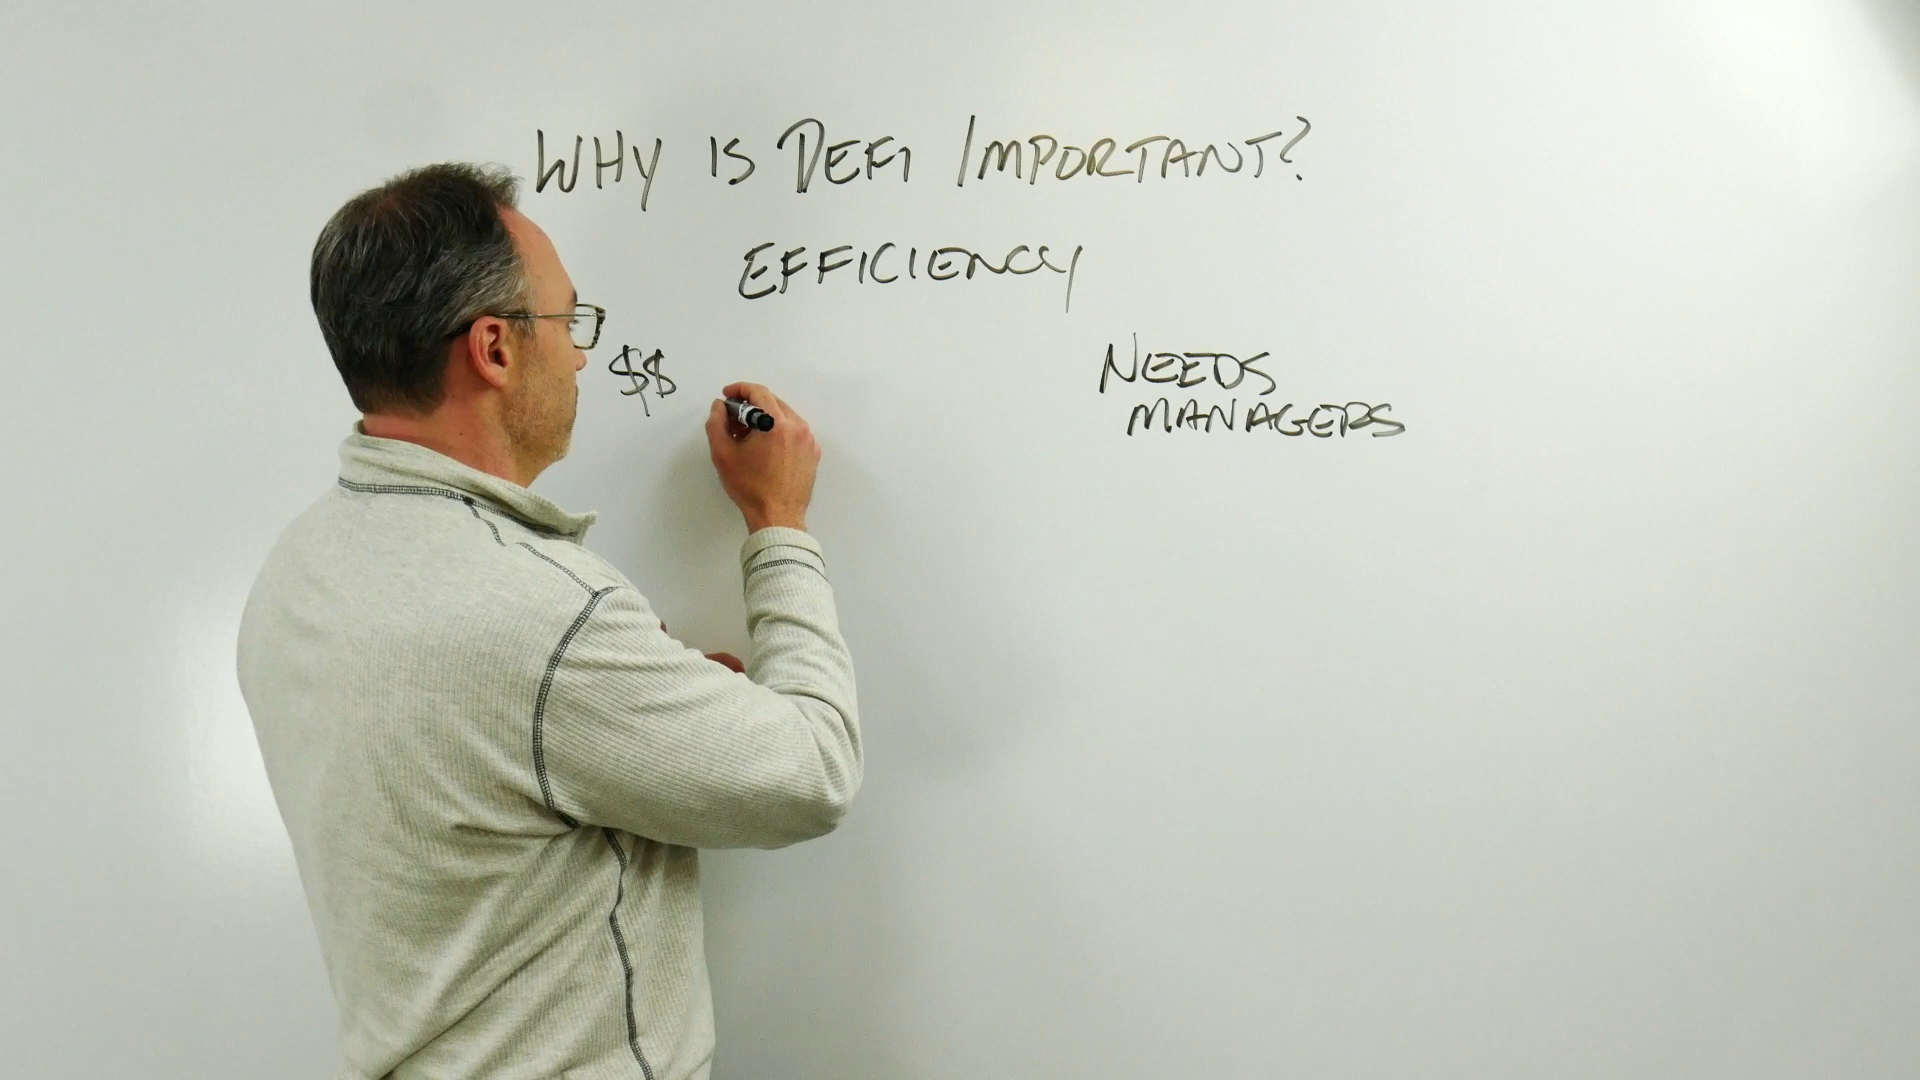 WHY IS DEFI IMPORTANT?
EFFICIENCY
$$
NEEDS
MANAGERS